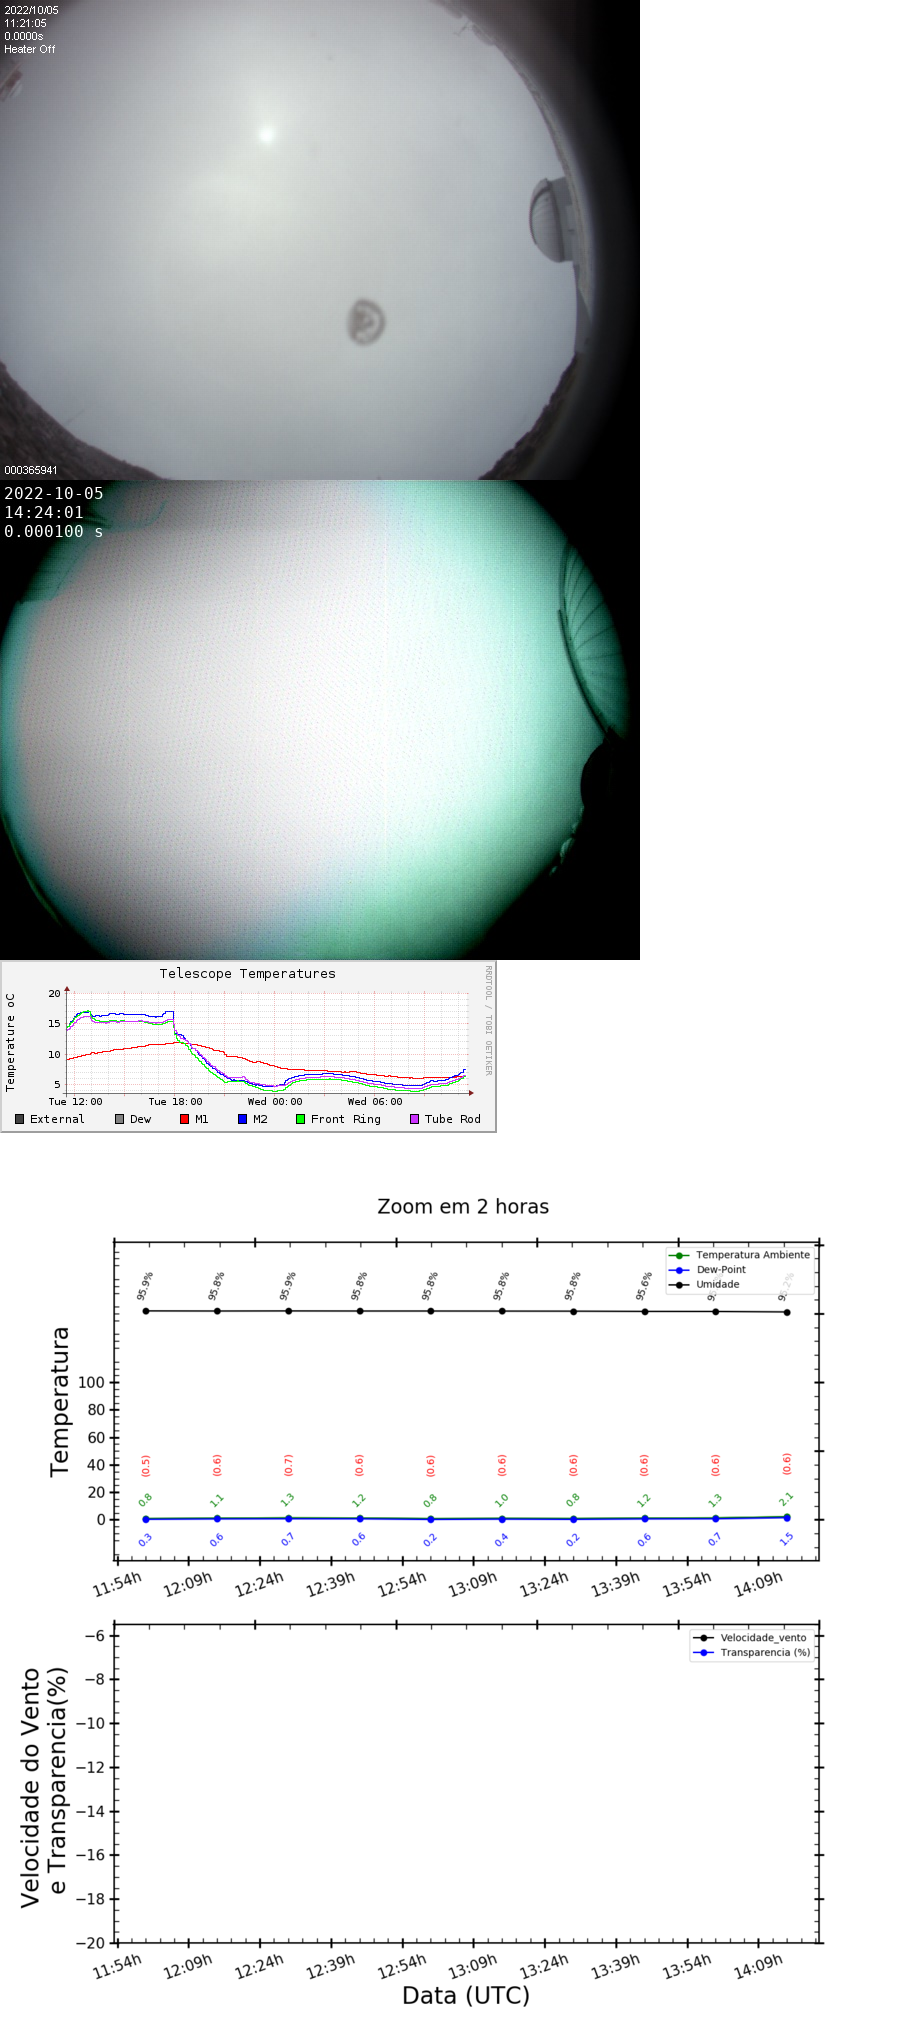 2022/10/05
11:21:05
0.0000s
Heater Off
000365941
2022-10-05
14:24:01
0.000100 s
Telescope Temperatures
Temperature oC
20
15
10
5
Tue 12:00 Tue 18:00 Wed 00:00 Wed 06:00
External Dew M1 M2 Front Ring Tube Rod
RRDTOOL / TOBI OETIKER
Zoom em 2 horas
Temperatura Ambiente
Dew-Point
Umidade
95.9% 95.8% 95.9% 95.8% 95.8% 95.8% 95.8% 95.6%
Temperatura
100
80
60
40
20
0
(0.5) (0.6) (0.7) (0.6) (0.6) (0.6) (0.6) (0.6) (0.6) (0.6)
0.8 1.1 1.3 1.2 0.8 1.0 0.8 1.2 1.3 2.1
0.3 0.6 0.7 0.6 0.2 0.4 0.2 0.6 0.7 1.5
11:54h 12:09h 12:24h 12:39h 12:54h 13:09h 13:24h 13:39h 13:54h 14:09h
Velocidade_vento
Transparencia (%)
Velocidade do Vento
e Transparencia(%)
−6
−8
−10
−12
−14
−16
−18
−20
11:54h 12:09h 12:24h 12:39h 12:54h 13:09h 13:24h 13:39h 13:54h 14:09h
Data (UTC)